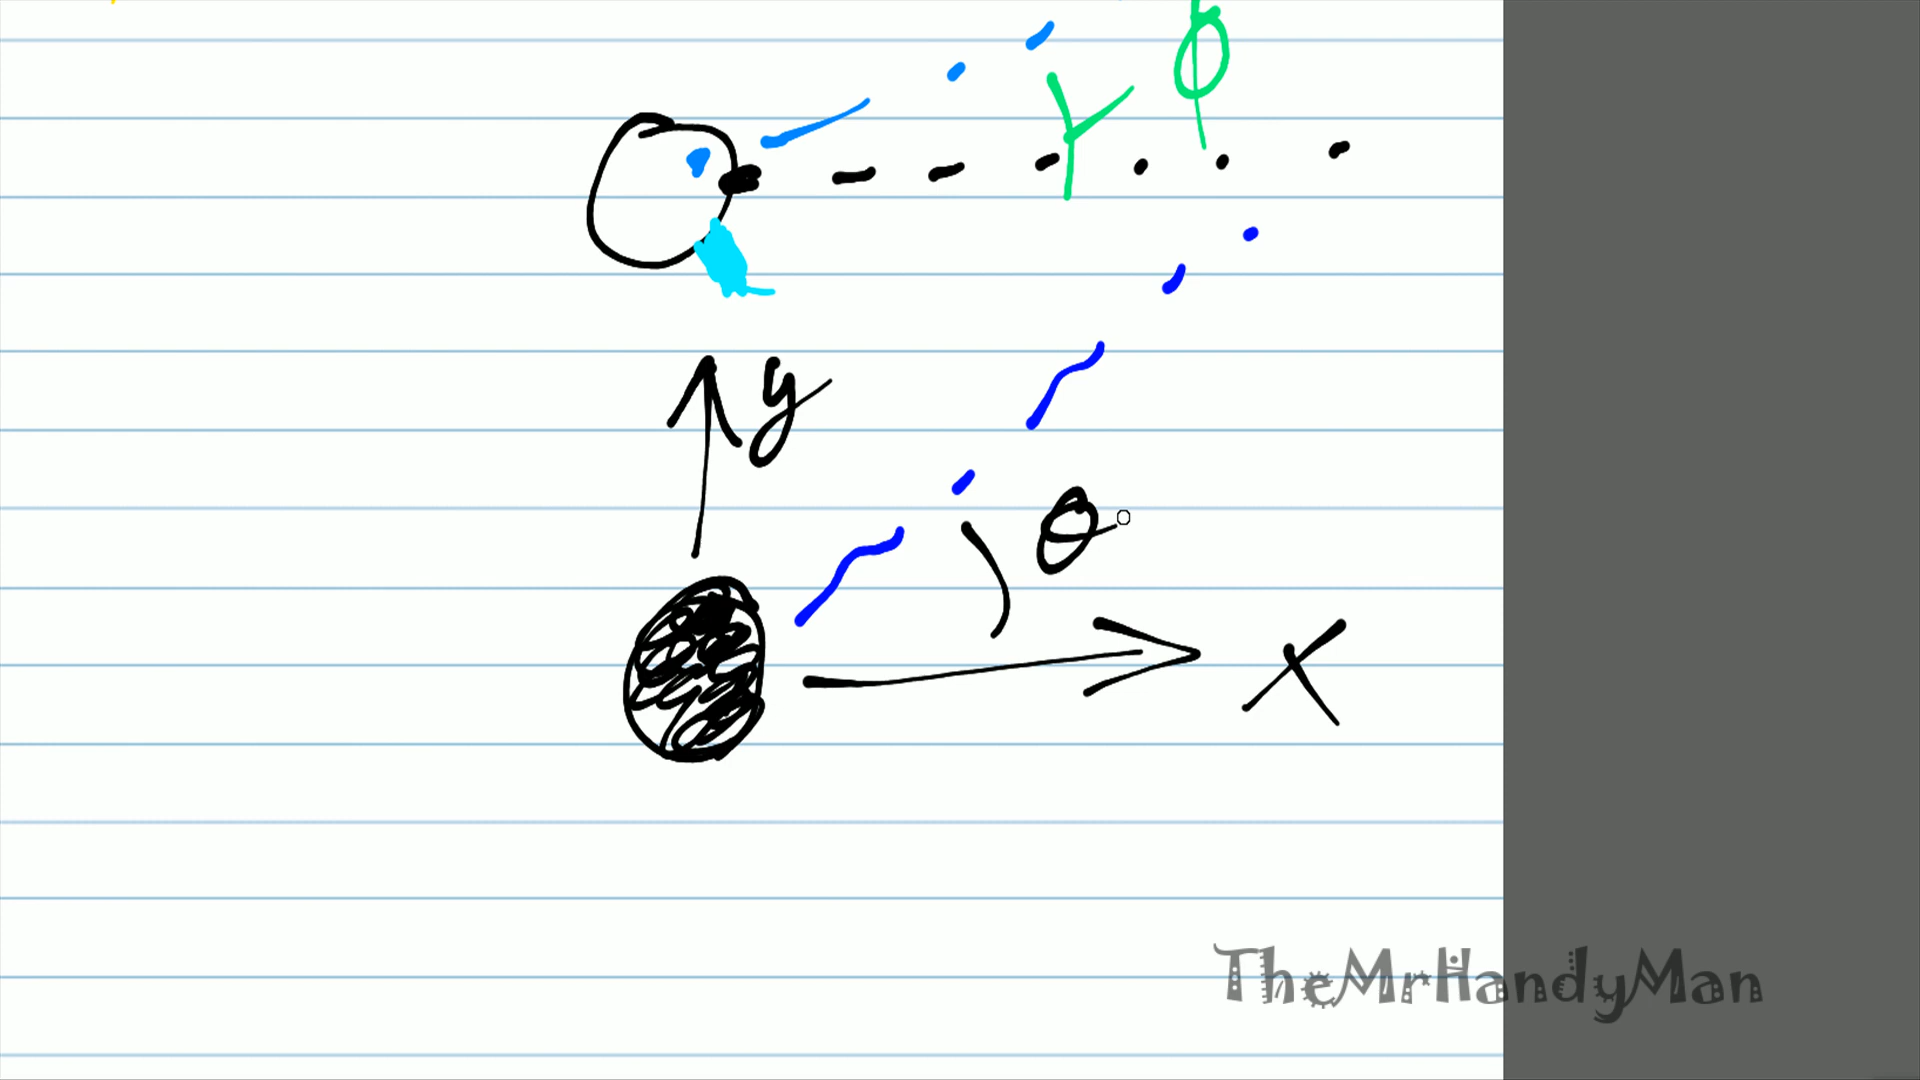 φ
Y
y
θ
x
TheMrHandyMan